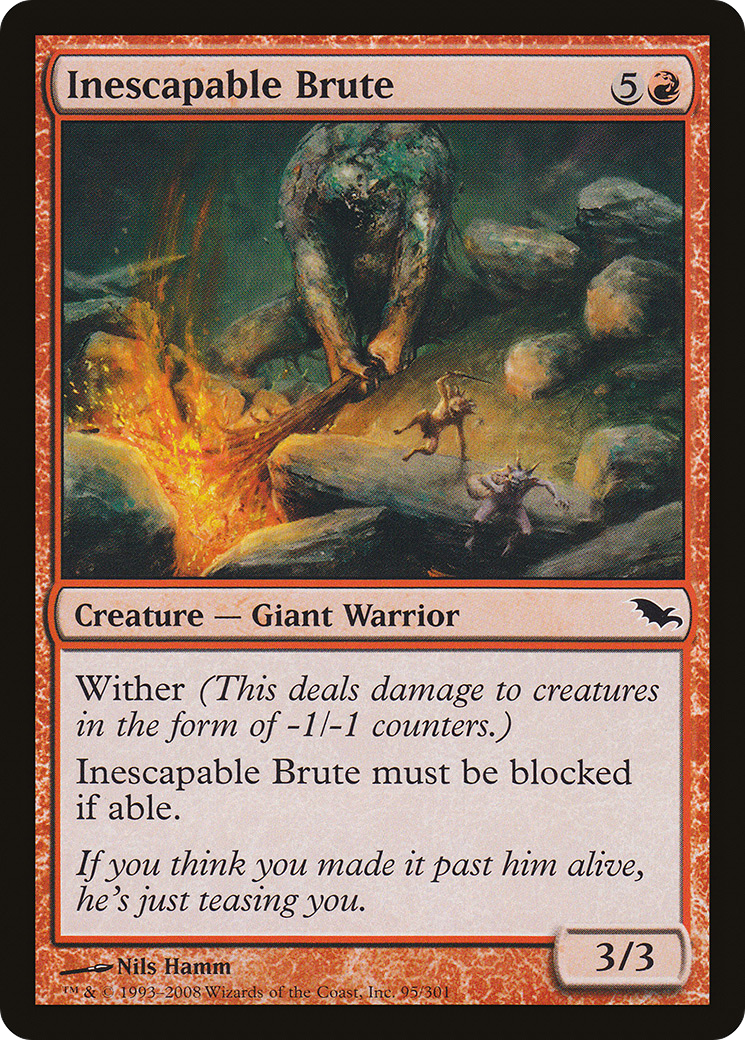 Inescapable Brute 5
Creature — Giant Warrior
Wither (This deals damage to creatures
in the form of -1/-1 counters.)
Inescapable Brute must be blocked
if able.
If you think you made it past him alive,
he's just teasing you.
3/3
Nils Hamm
™ & © 1993–2008 Wizards of the Coast, Inc. 95/301